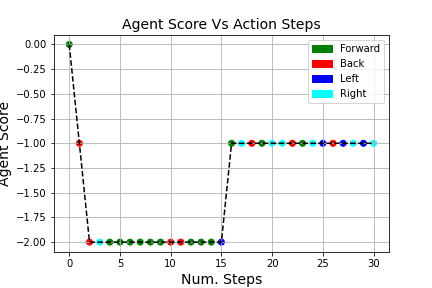 Agent Score Vs Action Steps
Agent Score
0.00
−0.25
−0.50
−0.75
−1.00
−1.25
−1.50
−1.75
−2.00
Forward
Back
Left
Right
0 5 10 15 20 25 30
Num. Steps